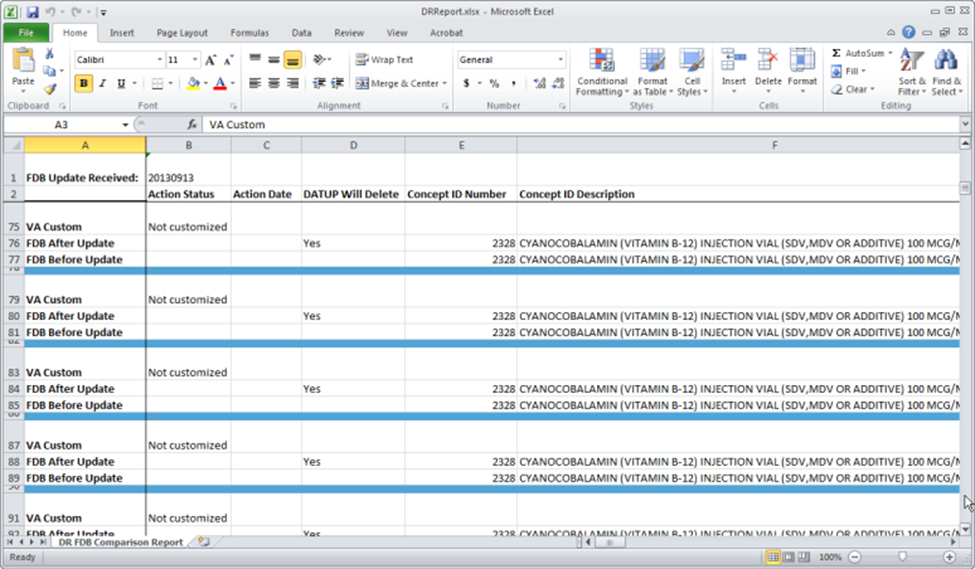 DRReport.xlsx - Microsoft Excel
File Home Insert Page Layout Formulas Data Review View Acrobat
Calibri 11 Wrap Text General AutoSum
Paste B I U Merge & Center $ % , Conditional Formatting Format as Table Cell Styles Insert Delete Format Fill Clear Sort & Filter Find & Select
Clipboard Font Alignment Number Styles Cells Editing
A3 fx VA Custom
A B C D E F
1 FDB Update Received: 20130913
2 Action Status Action Date DATUP Will Delete Concept ID Number Concept ID Description
75 VA Custom Not customized
76 FDB After Update Yes 2328 CYANOCOBALAMIN (VITAMIN B-12) INJECTION VIAL (SDV,MDV OR ADDITIVE) 100 MCG/M
77 FDB Before Update 2328 CYANOCOBALAMIN (VITAMIN B-12) INJECTION VIAL (SDV,MDV OR ADDITIVE) 100 MCG/M
78
79 VA Custom Not customized
80 FDB After Update Yes 2328 CYANOCOBALAMIN (VITAMIN B-12) INJECTION VIAL (SDV,MDV OR ADDITIVE) 100 MCG/M
81 FDB Before Update 2328 CYANOCOBALAMIN (VITAMIN B-12) INJECTION VIAL (SDV,MDV OR ADDITIVE) 100 MCG/M
82
83 VA Custom Not customized
84 FDB After Update Yes 2328 CYANOCOBALAMIN (VITAMIN B-12) INJECTION VIAL (SDV,MDV OR ADDITIVE) 100 MCG/M
85 FDB Before Update 2328 CYANOCOBALAMIN (VITAMIN B-12) INJECTION VIAL (SDV,MDV OR ADDITIVE) 100 MCG/M
86
87 VA Custom Not customized
88 FDB After Update Yes 2328 CYANOCOBALAMIN (VITAMIN B-12) INJECTION VIAL (SDV,MDV OR ADDITIVE) 100 MCG/M
89 FDB Before Update 2328 CYANOCOBALAMIN (VITAMIN B-12) INJECTION VIAL (SDV,MDV OR ADDITIVE) 100 MCG/M
90
91 VA Custom Not customized
92 FDB After Update Yes 2328 CYANOCOBALAMIN (VITAMIN B-12) INJECTION VIAL (SDV,MDV OR ADDITIVE) 100 MCG/M
DR FDB Comparison Report
Ready 100%